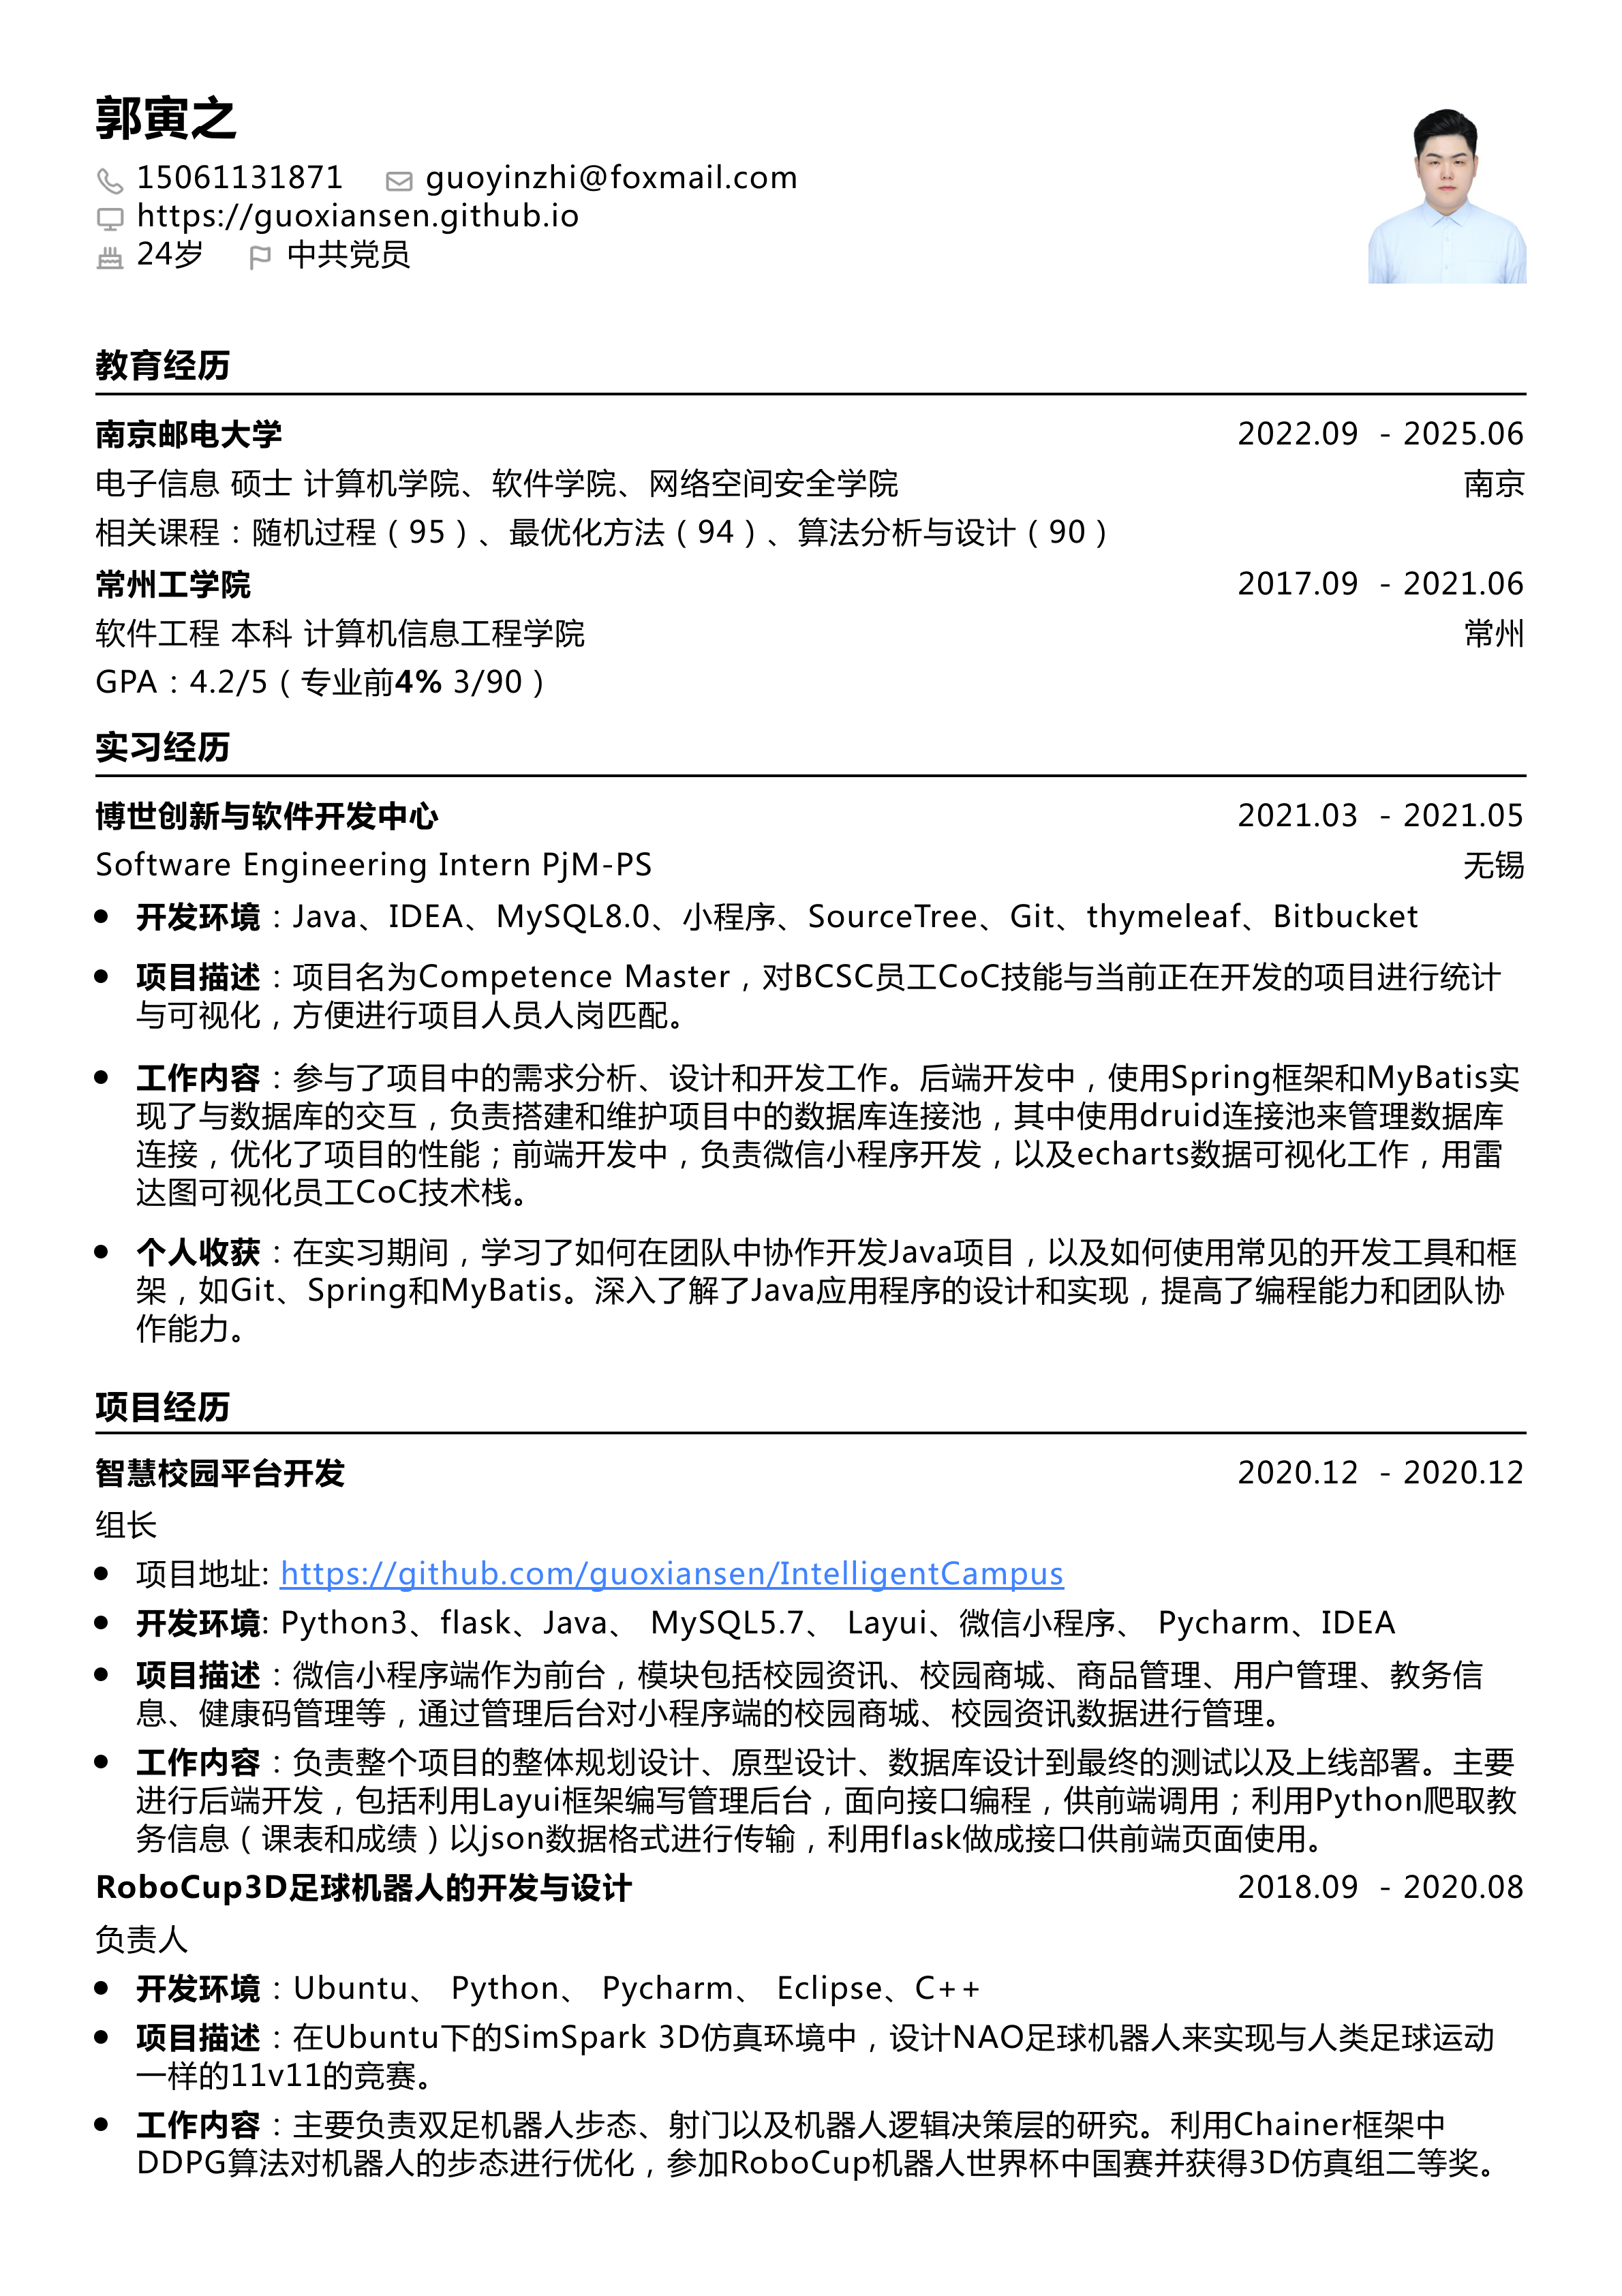 郭寅之
15061131871 guoyinzhi@foxmail.com
https://guoxiansen.github.io
24岁 中共党员
教育经历
南京邮电大学 2022.09 - 2025.06
电子信息 硕士 计算机学院、软件学院、网络空间安全学院 南京
相关课程：随机过程（95）、最优化方法（94）、算法分析与设计（90）
常州工学院 2017.09 - 2021.06
软件工程 本科 计算机信息工程学院 常州
GPA：4.2/5（专业前4% 3/90）
实习经历
博世创新与软件开发中心 2021.03 - 2021.05
Software Engineering Intern PjM-PS 无锡
● 开发环境：Java、IDEA、MySQL8.0、小程序、SourceTree、Git、thymeleaf、Bitbucket
● 项目描述：项目名为Competence Master，对BCSC员工CoC技能与当前正在开发的项目进行统计
与可视化，方便进行项目人员人岗匹配。
● 工作内容：参与了项目中的需求分析、设计和开发工作。后端开发中，使用Spring框架和MyBatis实
现了与数据库的交互，负责搭建和维护项目中的数据库连接池，其中使用druid连接池来管理数据库
连接，优化了项目的性能；前端开发中，负责微信小程序开发，以及echarts数据可视化工作，用雷
达图可视化员工CoC技术栈。
● 个人收获：在实习期间，学习了如何在团队中协作开发Java项目，以及如何使用常见的开发工具和框
架，如Git、Spring和MyBatis。深入了解了Java应用程序的设计和实现，提高了编程能力和团队协
作能力。
项目经历
智慧校园平台开发 2020.12 - 2020.12
组长
● 项目地址: https://github.com/guoxiansen/IntelligentCampus
● 开发环境: Python3、flask、Java、 MySQL5.7、 Layui、微信小程序、 Pycharm、IDEA
● 项目描述：微信小程序端作为前台，模块包括校园资讯、校园商城、商品管理、用户管理、教务信
息、健康码管理等，通过管理后台对小程序端的校园商城、校园资讯数据进行管理。
● 工作内容：负责整个项目的整体规划设计、原型设计、数据库设计到最终的测试以及上线部署。主要
进行后端开发，包括利用Layui框架编写管理后台，面向接口编程，供前端调用；利用Python爬取教
务信息（课表和成绩）以json数据格式进行传输，利用flask做成接口供前端页面使用。
RoboCup3D足球机器人的开发与设计 2018.09 - 2020.08
负责人
● 开发环境：Ubuntu、 Python、 Pycharm、 Eclipse、C++
● 项目描述：在Ubuntu下的SimSpark 3D仿真环境中，设计NAO足球机器人来实现与人类足球运动
一样的11v11的竞赛。
● 工作内容：主要负责双足机器人步态、射门以及机器人逻辑决策层的研究。利用Chainer框架中
DDPG算法对机器人的步态进行优化，参加RoboCup机器人世界杯中国赛并获得3D仿真组二等奖。